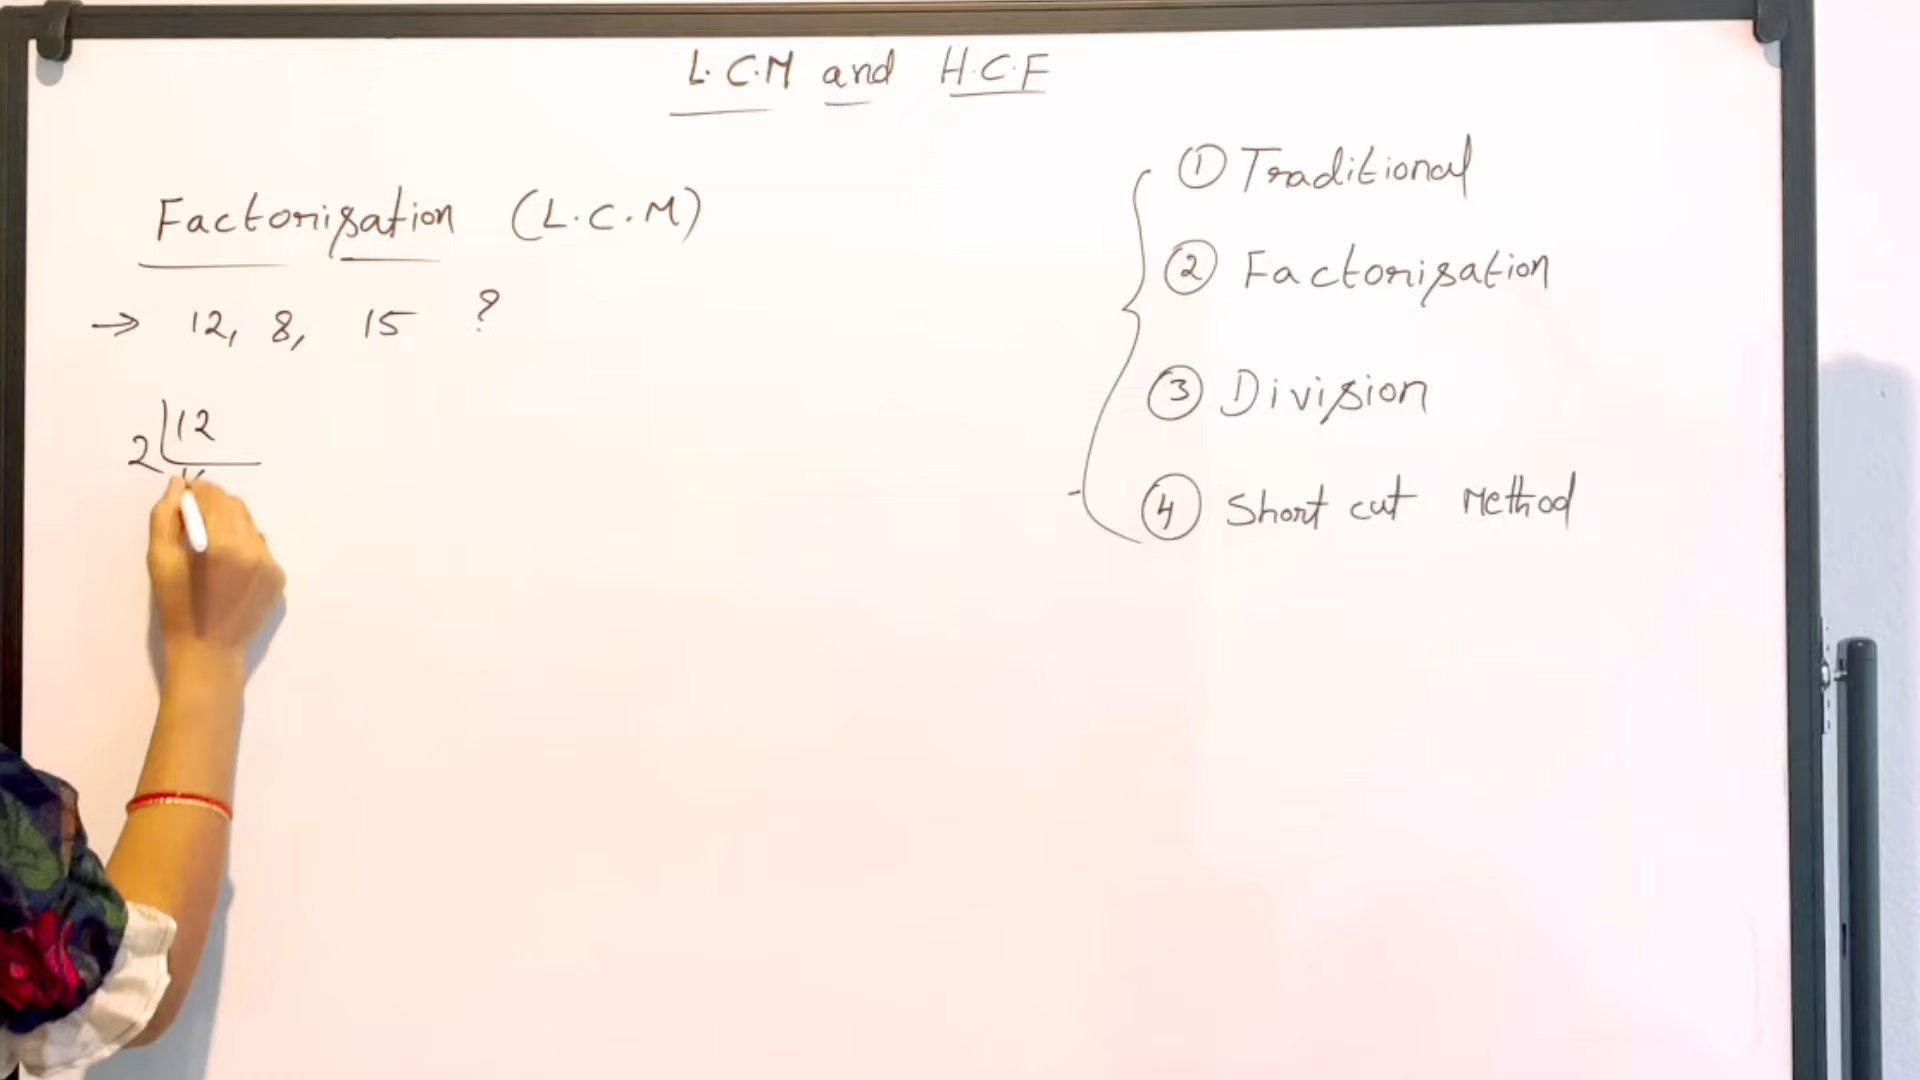 L.C.M and H.C.F
Factorisation (L.C.M)
→ 12, 8, 15 ?
2 12
① Traditional
② Factorisation
③ Division
④ Short cut Method